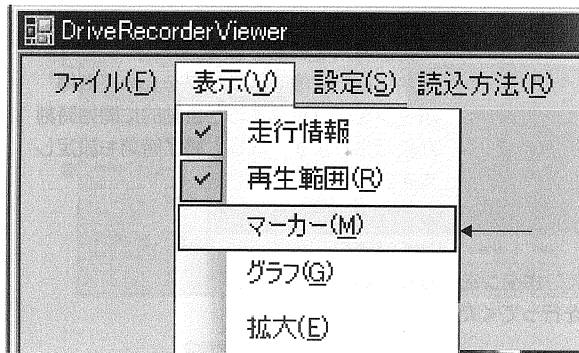 DriveRecorderViewer
ファイル(F) 表示(V) 設定(S) 読込方法(R)
走行情報
再生範囲(R)
マーカー(M)
グラフ(G)
拡大(E)